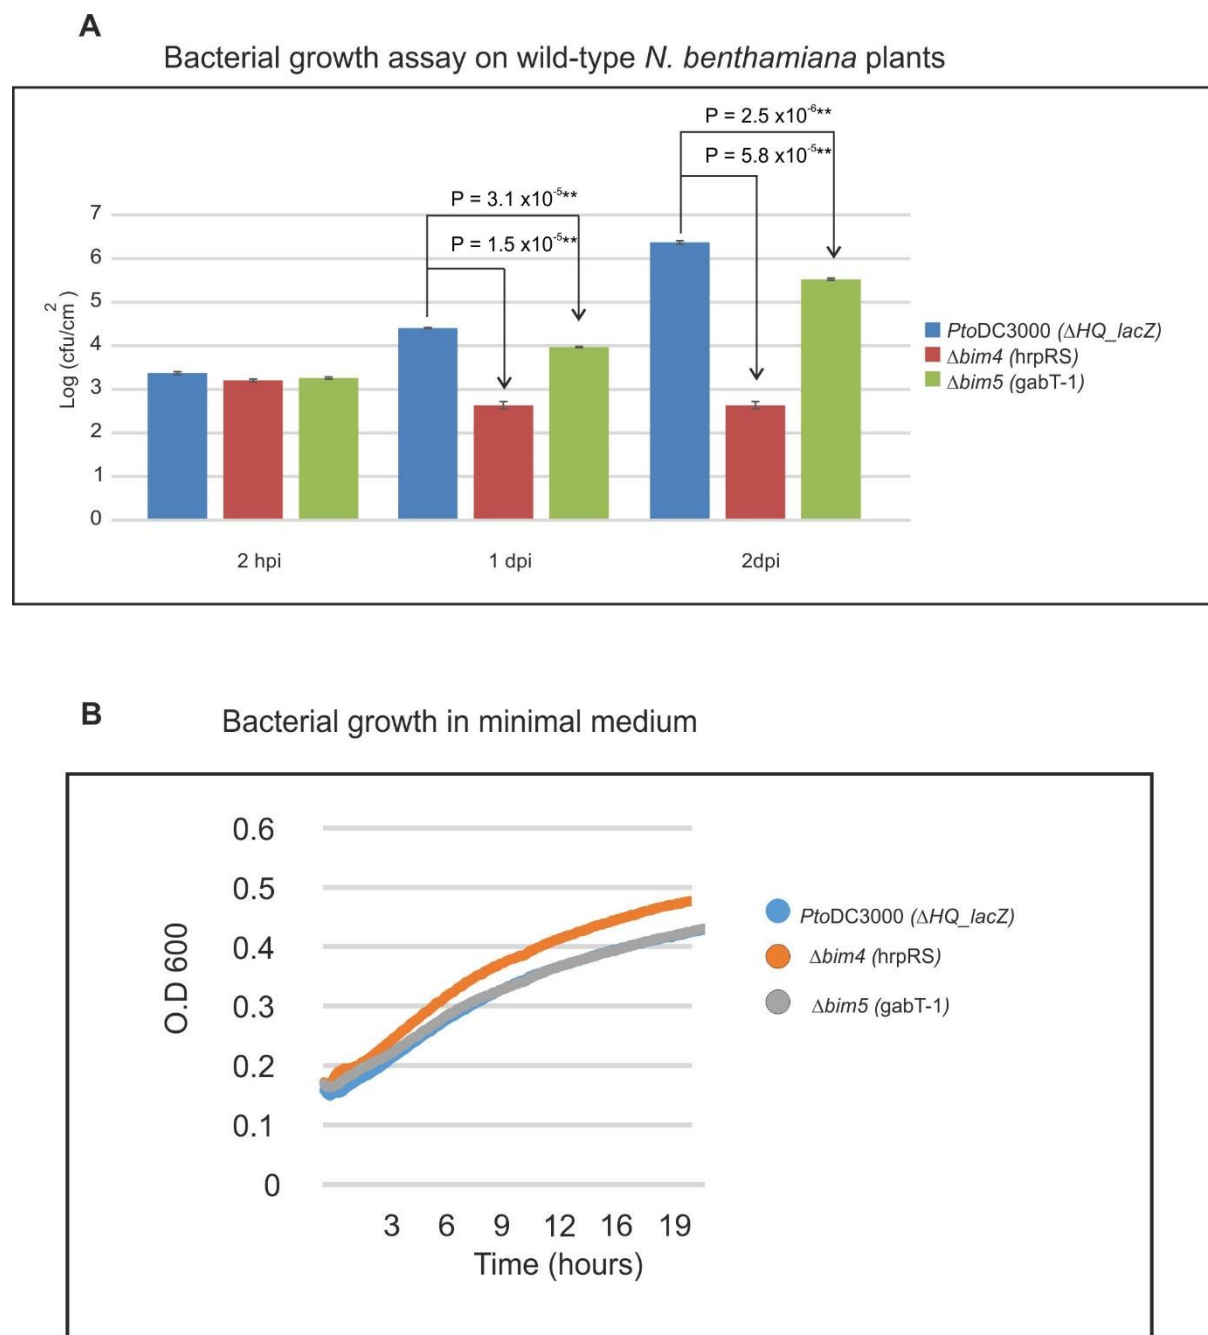 A
Bacterial growth assay on wild-type N. benthamiana plants
P = 2.5 x10⁻⁶**
P = 5.8 x10⁻⁵**
P = 3.1 x10⁻⁵**
P = 1.5 x10⁻⁵**
7
6
5
4
3
2
1
0
Log (cfu/cm²)
2 hpi
1 dpi
2dpi
PtoDC3000 (ΔHQ_lacZ)
Δbim4 (hrpRS)
Δbim5 (gabT-1)
B
Bacterial growth in minimal medium
0.6
0.5
0.4
0.3
0.2
0.1
0
O.D 600
3 6 9 12 16 19
Time (hours)
PtoDC3000 (ΔHQ_lacZ)
Δbim4 (hrpRS)
Δbim5 (gabT-1)